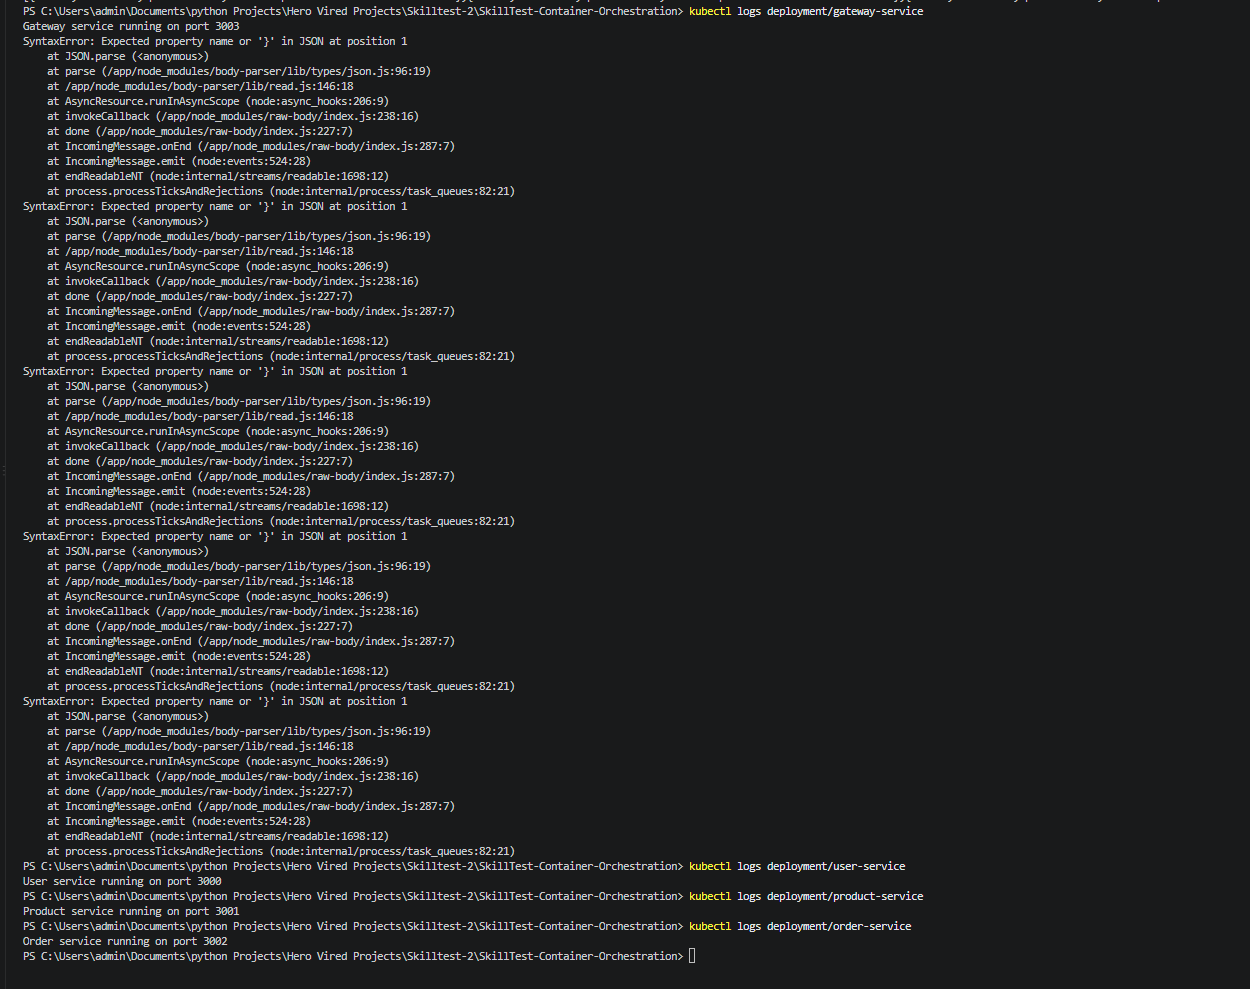 PS C:\Users\admin\Documents\python Projects\Hero Vired Projects\Skilltest-2\SkillTest-Container-Orchestration> kubectl logs deployment/gateway-service
Gateway service running on port 3003
SyntaxError: Expected property name or '}' in JSON at position 1
    at JSON.parse (<anonymous>)
    at parse (/app/node_modules/body-parser/lib/types/json.js:96:19)
    at /app/node_modules/body-parser/lib/read.js:146:18
    at AsyncResource.runInAsyncScope (node:async_hooks:206:9)
    at invokeCallback (/app/node_modules/raw-body/index.js:238:16)
    at done (/app/node_modules/raw-body/index.js:227:7)
    at IncomingMessage.onEnd (/app/node_modules/raw-body/index.js:287:7)
    at IncomingMessage.emit (node:events:524:28)
    at endReadableNT (node:internal/streams/readable:1698:12)
    at process.processTicksAndRejections (node:internal/process/task_queues:82:21)
SyntaxError: Expected property name or '}' in JSON at position 1
    at JSON.parse (<anonymous>)
    at parse (/app/node_modules/body-parser/lib/types/json.js:96:19)
    at /app/node_modules/body-parser/lib/read.js:146:18
    at AsyncResource.runInAsyncScope (node:async_hooks:206:9)
    at invokeCallback (/app/node_modules/raw-body/index.js:238:16)
    at done (/app/node_modules/raw-body/index.js:227:7)
    at IncomingMessage.onEnd (/app/node_modules/raw-body/index.js:287:7)
    at IncomingMessage.emit (node:events:524:28)
    at endReadableNT (node:internal/streams/readable:1698:12)
    at process.processTicksAndRejections (node:internal/process/task_queues:82:21)
SyntaxError: Expected property name or '}' in JSON at position 1
    at JSON.parse (<anonymous>)
    at parse (/app/node_modules/body-parser/lib/types/json.js:96:19)
    at /app/node_modules/body-parser/lib/read.js:146:18
    at AsyncResource.runInAsyncScope (node:async_hooks:206:9)
    at invokeCallback (/app/node_modules/raw-body/index.js:238:16)
    at done (/app/node_modules/raw-body/index.js:227:7)
    at IncomingMessage.onEnd (/app/node_modules/raw-body/index.js:287:7)
    at IncomingMessage.emit (node:events:524:28)
    at endReadableNT (node:internal/streams/readable:1698:12)
    at process.processTicksAndRejections (node:internal/process/task_queues:82:21)
SyntaxError: Expected property name or '}' in JSON at position 1
    at JSON.parse (<anonymous>)
    at parse (/app/node_modules/body-parser/lib/types/json.js:96:19)
    at /app/node_modules/body-parser/lib/read.js:146:18
    at AsyncResource.runInAsyncScope (node:async_hooks:206:9)
    at invokeCallback (/app/node_modules/raw-body/index.js:238:16)
    at done (/app/node_modules/raw-body/index.js:227:7)
    at IncomingMessage.onEnd (/app/node_modules/raw-body/index.js:287:7)
    at IncomingMessage.emit (node:events:524:28)
    at endReadableNT (node:internal/streams/readable:1698:12)
    at process.processTicksAndRejections (node:internal/process/task_queues:82:21)
SyntaxError: Expected property name or '}' in JSON at position 1
    at JSON.parse (<anonymous>)
    at parse (/app/node_modules/body-parser/lib/types/json.js:96:19)
    at /app/node_modules/body-parser/lib/read.js:146:18
    at AsyncResource.runInAsyncScope (node:async_hooks:206:9)
    at invokeCallback (/app/node_modules/raw-body/index.js:238:16)
    at done (/app/node_modules/raw-body/index.js:227:7)
    at IncomingMessage.onEnd (/app/node_modules/raw-body/index.js:287:7)
    at IncomingMessage.emit (node:events:524:28)
    at endReadableNT (node:internal/streams/readable:1698:12)
    at process.processTicksAndRejections (node:internal/process/task_queues:82:21)
PS C:\Users\admin\Documents\python Projects\Hero Vired Projects\Skilltest-2\SkillTest-Container-Orchestration> kubectl logs deployment/user-service
User service running on port 3000
PS C:\Users\admin\Documents\python Projects\Hero Vired Projects\Skilltest-2\SkillTest-Container-Orchestration> kubectl logs deployment/product-service
Product service running on port 3001
PS C:\Users\admin\Documents\python Projects\Hero Vired Projects\Skilltest-2\SkillTest-Container-Orchestration> kubectl logs deployment/order-service
Order service running on port 3002
PS C:\Users\admin\Documents\python Projects\Hero Vired Projects\Skilltest-2\SkillTest-Container-Orchestration>